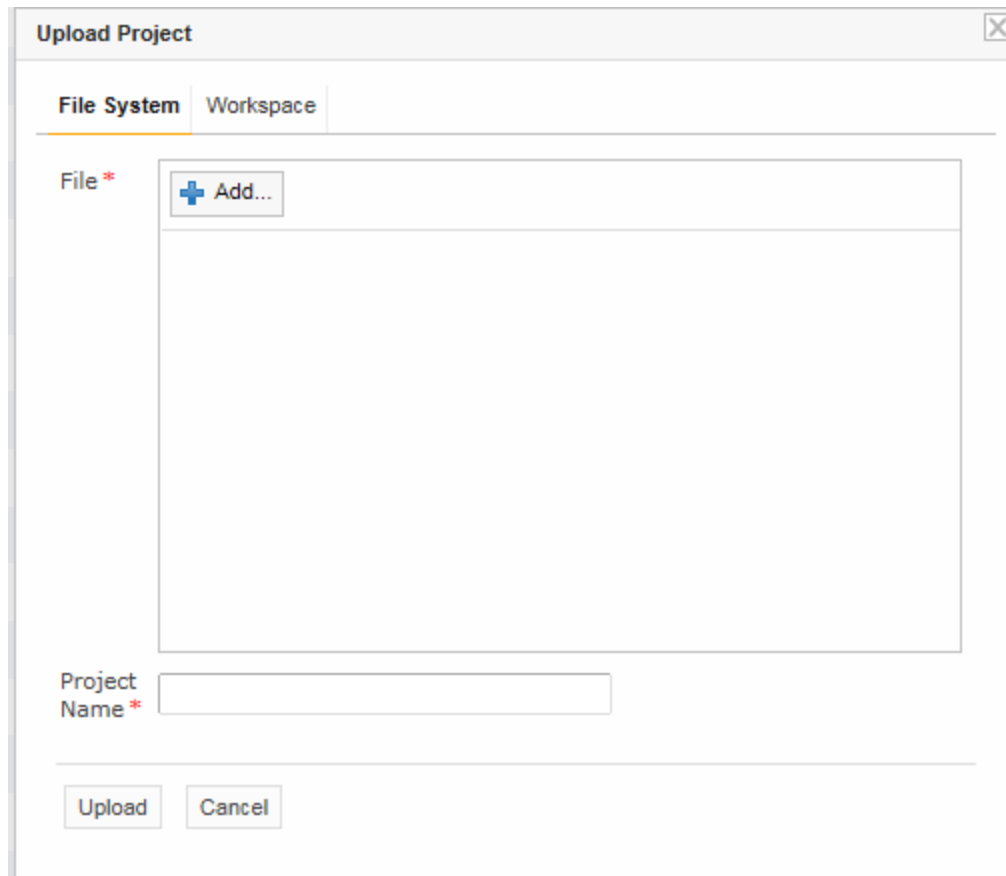 Upload Project
File System Workspace
File *
Add...
Project
Name *
Upload Cancel